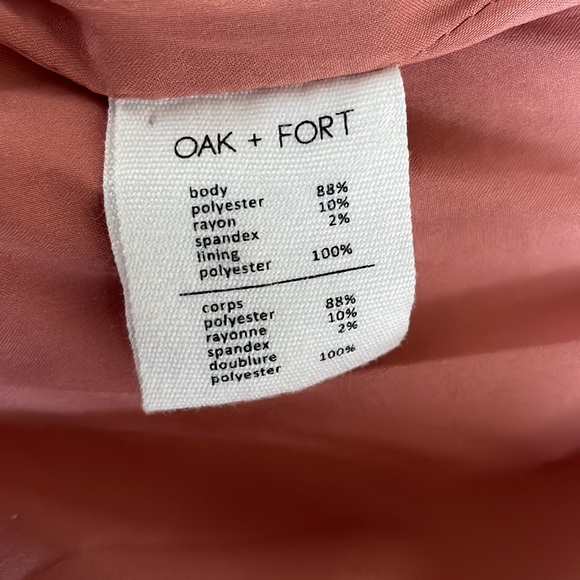 OAK + FORT
body
polyester 88%
rayon 10%
spandex 2%
lining
polyester 100%
corps
polyester 88%
rayonne 10%
spandex 2%
doublure
polyester 100%